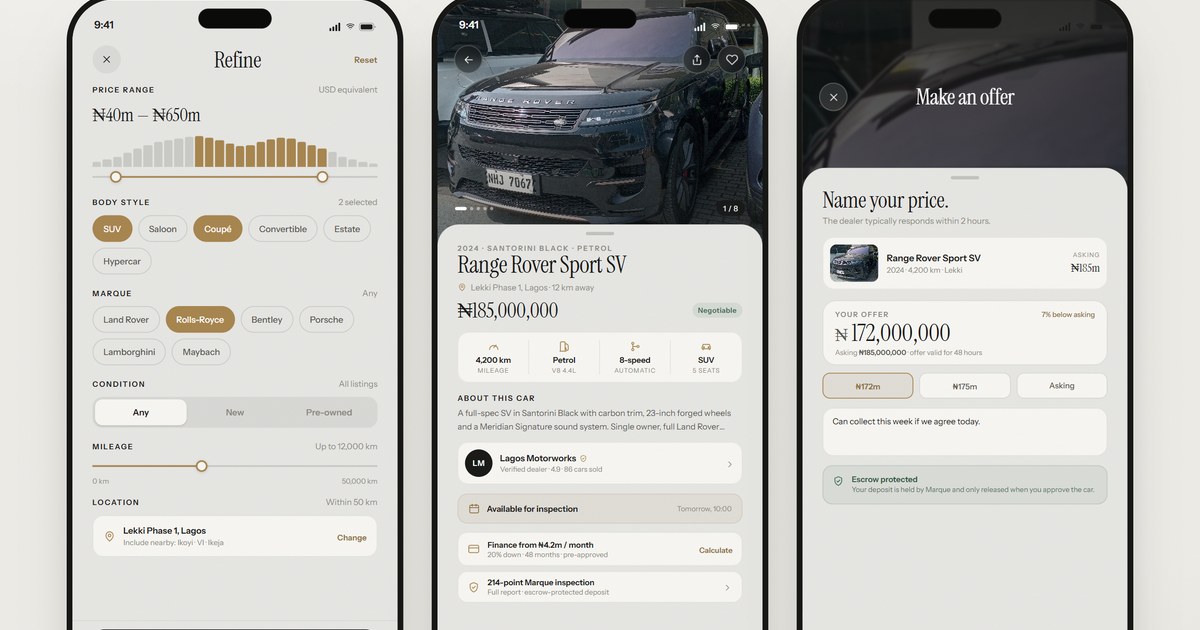 9:41
Refine
Reset
PRICE RANGE
USD equivalent
₦40m — ₦650m
BODY STYLE
2 selected
SUV
Saloon
Coupé
Convertible
Estate
Hypercar
MARQUE
Any
Land Rover
Rolls-Royce
Bentley
Porsche
Lamborghini
Maybach
CONDITION
All listings
Any
New
Pre-owned
MILEAGE
Up to 12,000 km
0 km
50,000 km
LOCATION
Within 50 km
Lekki Phase 1, Lagos
Include nearby: Ikoyi · VI · Ikeja
Change
9:41
RANGE ROVER
NHJ 7067
1 / 8
2024 · SANTORINI BLACK · PETROL
Range Rover Sport SV
Lekki Phase 1, Lagos · 12 km away
₦185,000,000
Negotiable
4,200 km
MILEAGE
Petrol
V8 4.4L
8-speed
AUTOMATIC
SUV
5 SEATS
ABOUT THIS CAR
A full-spec SV in Santorini Black with carbon trim, 23-inch forged wheels
and a Meridian Signature sound system. Single owner, full Land Rover...
LM
Lagos Motorworks
Verified dealer · 4.9 · 86 cars sold
Available for inspection
Tomorrow, 10:00
Finance from ₦4.2m / month
20% down · 48 months · pre-approved
Calculate
214-point Marque inspection
Full report · escrow-protected deposit
Make an offer
Name your price.
The dealer typically responds within 2 hours.
Range Rover Sport SV
2024 · 4,200 km · Lekki
ASKING
₦185m
YOUR OFFER
7% below asking
₦ 172,000,000
Asking ₦185,000,000 · offer valid for 48 hours
₦172m
₦175m
Asking
Can collect this week if we agree today.
Escrow protected
Your deposit is held by Marque and only released when you approve the car.